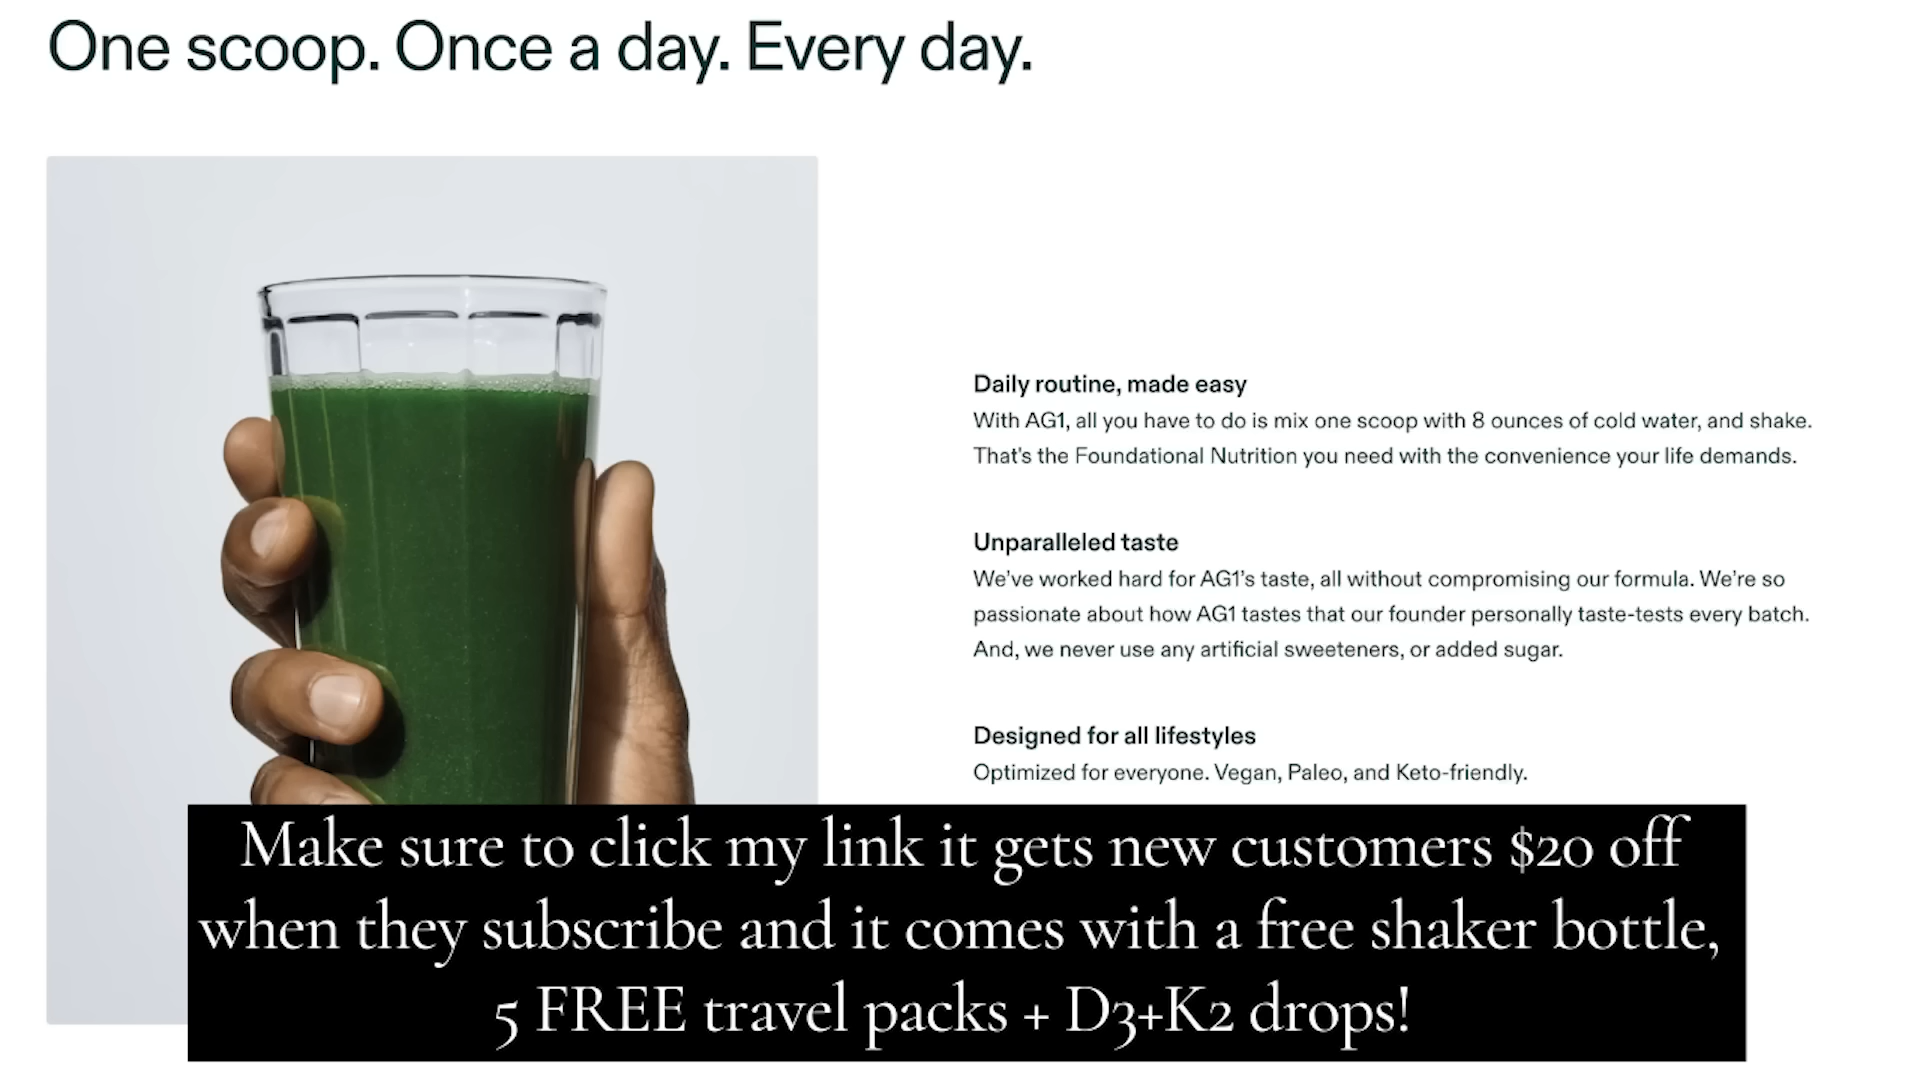 One scoop. Once a day. Every day.
Daily routine, made easy
With AG1, all you have to do is mix one scoop with 8 ounces of cold water, and shake.
That's the Foundational Nutrition you need with the convenience your life demands.
Unparalleled taste
We've worked hard for AG1's taste, all without compromising our formula. We're so
passionate about how AG1 tastes that our founder personally taste-tests every batch.
And, we never use any artificial sweeteners, or added sugar.
Designed for all lifestyles
Optimized for everyone. Vegan, Paleo, and Keto-friendly.
Make sure to click my link it gets new customers $20 off
when they subscribe and it comes with a free shaker bottle,
5 FREE travel packs + D3+K2 drops!